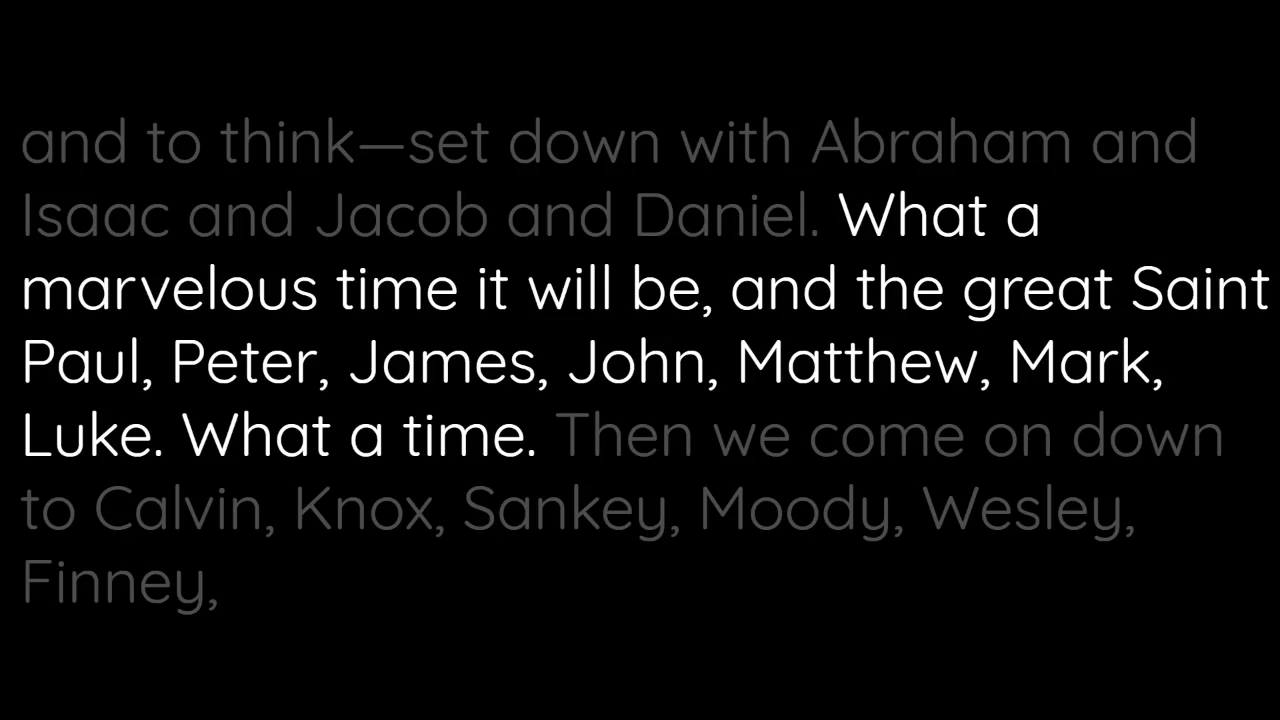 and to think—set down with Abraham and
Isaac and Jacob and Daniel. What a
marvelous time it will be, and the great Saint
Paul, Peter, James, John, Matthew, Mark,
Luke. What a time. Then we come on down
to Calvin, Knox, Sankey, Moody, Wesley,
Finney,